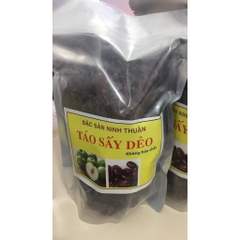 ĐẶC SẢN NINH THUẬN
TÁO SẤY DẺO